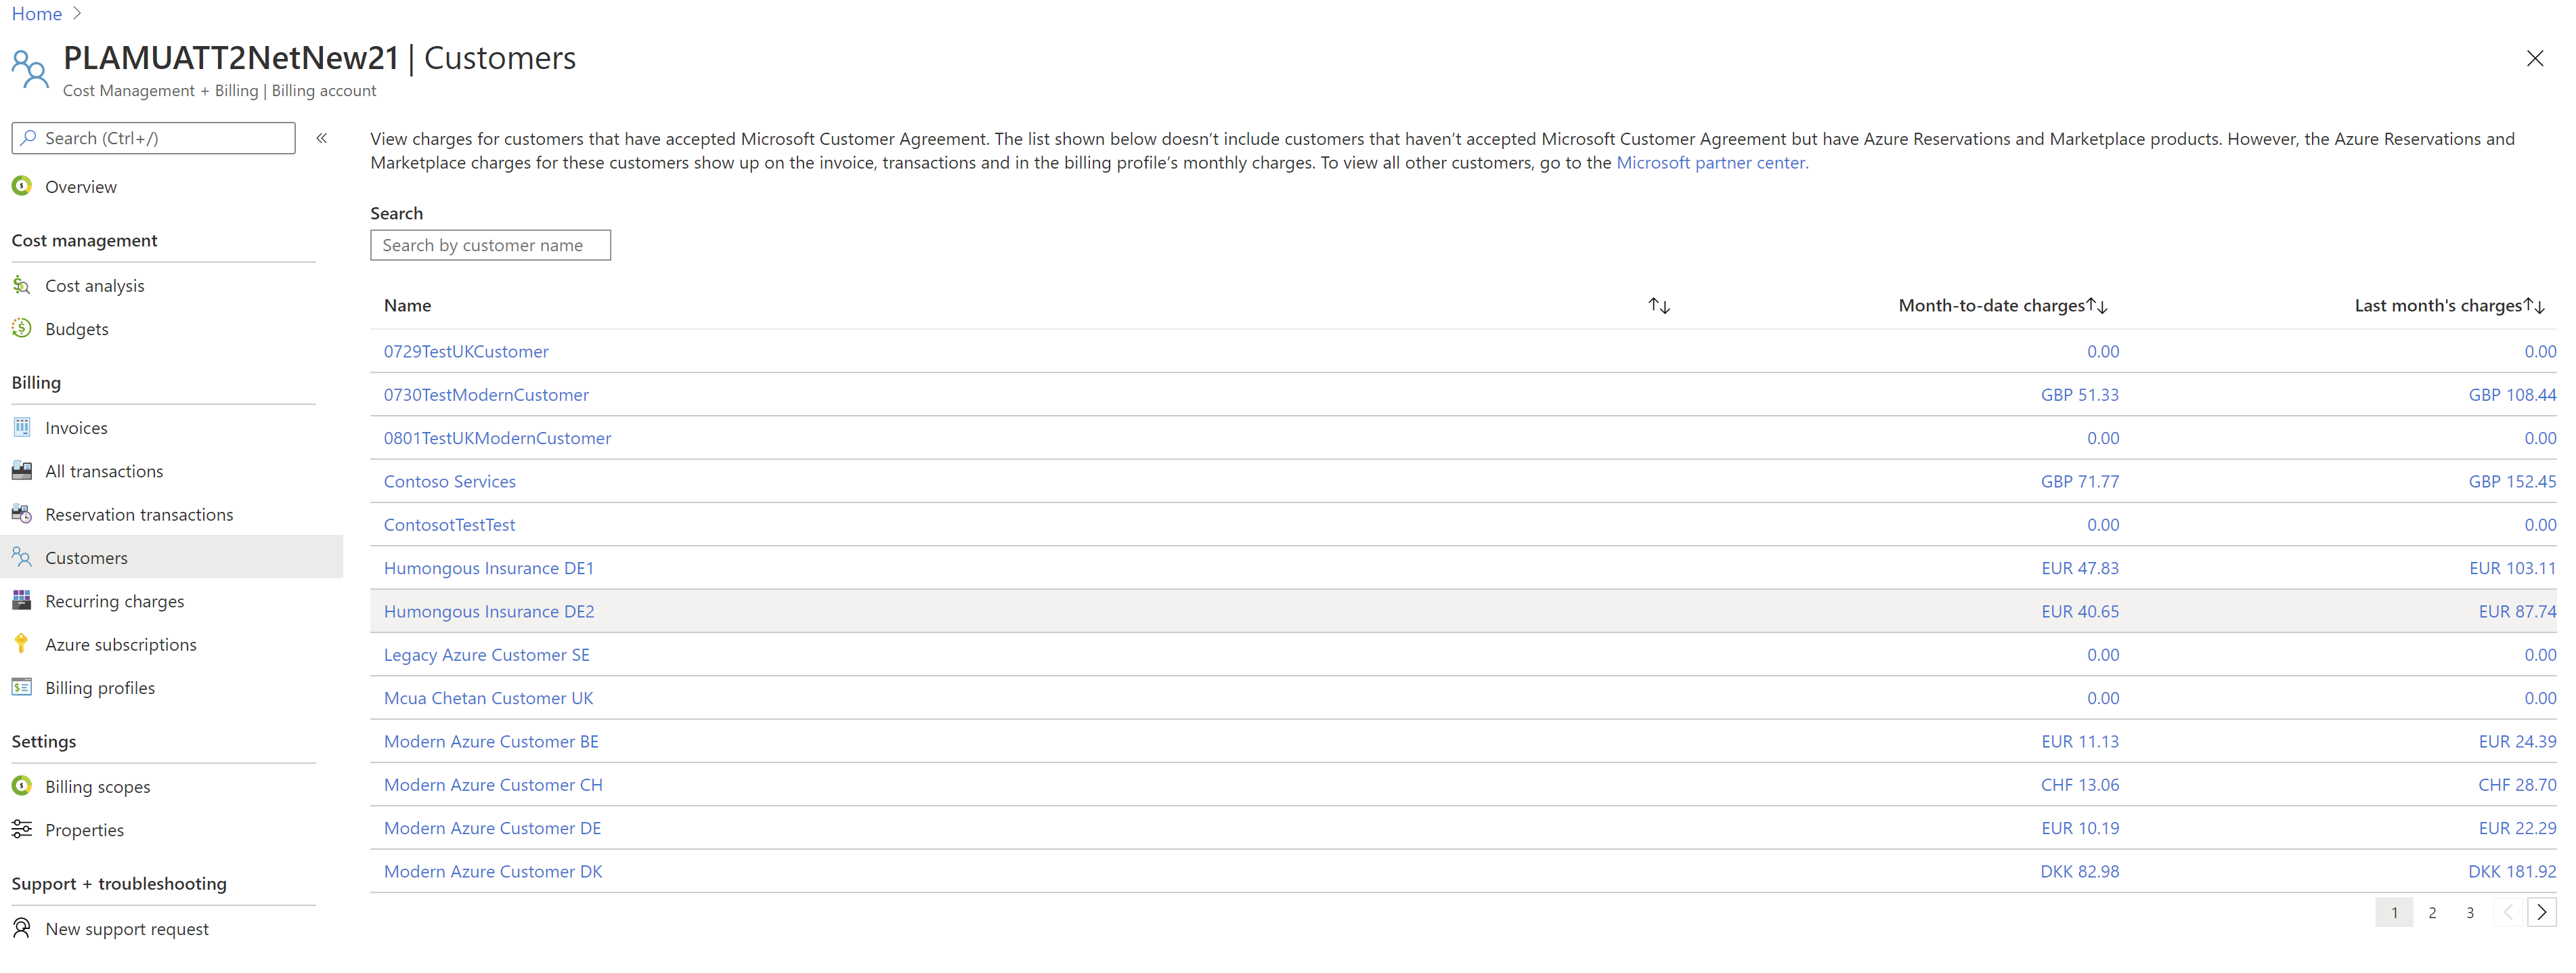 Home
PLAMUATT2NetNew21 | Customers
Cost Management + Billing | Billing account
Search (Ctrl+/)
Overview
Cost management
Cost analysis
Budgets
Billing
Invoices
All transactions
Reservation transactions
Customers
Recurring charges
Azure subscriptions
Billing profiles
Settings
Billing scopes
Properties
Support + troubleshooting
New support request
View charges for customers that have accepted Microsoft Customer Agreement. The list shown below doesn’t include customers that haven’t accepted Microsoft Customer Agreement but have Azure Reservations and Marketplace products. However, the Azure Reservations and
Marketplace charges for these customers show up on the invoice, transactions and in the billing profile’s monthly charges. To view all other customers, go to the Microsoft partner center.
Search
Search by customer name
Name Month-to-date charges Last month's charges
0729TestUKCustomer 0.00 0.00
0730TestModernCustomer GBP 51.33 GBP 108.44
0801TestUKModernCustomer 0.00 0.00
Contoso Services GBP 71.77 GBP 152.45
ContosotTestTest 0.00 0.00
Humongous Insurance DE1 EUR 47.83 EUR 103.11
Humongous Insurance DE2 EUR 40.65 EUR 87.74
Legacy Azure Customer SE 0.00 0.00
Mcua Chetan Customer UK 0.00 0.00
Modern Azure Customer BE EUR 11.13 EUR 24.39
Modern Azure Customer CH CHF 13.06 CHF 28.70
Modern Azure Customer DE EUR 10.19 EUR 22.29
Modern Azure Customer DK DKK 82.98 DKK 181.92
1 2 3